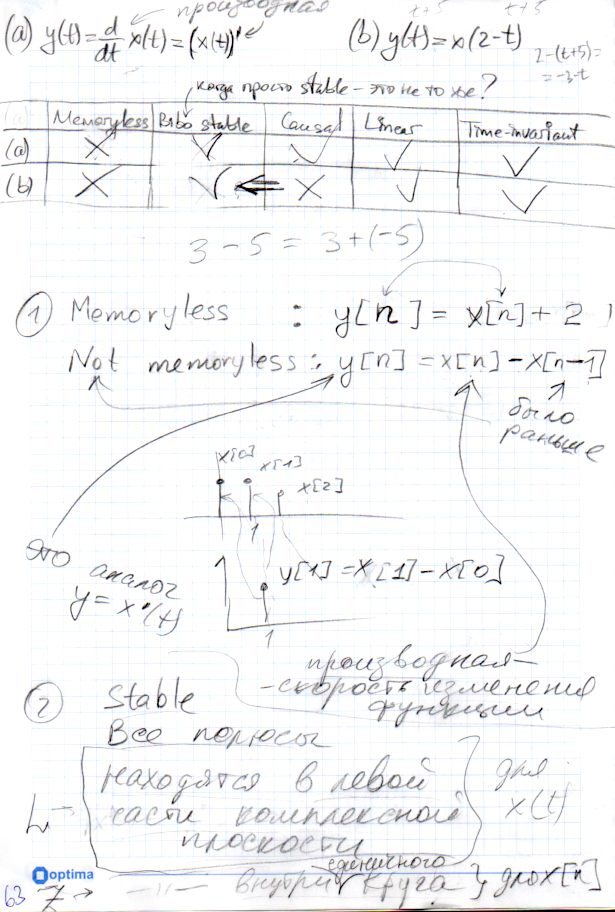 производная
(a) y(t) = d/dt x(t) = (x(t))'
(b) y(t) = x(2-t)
t+5 t+5
2-(t+5)=
=-3-t
когда просто stable - это не то же?
Memoryless Bibo stable Causal Linear Time-invariant
(a) X ✓ ✓ ✓ ✓
(b) X ✓ ⇐ X ✓ ✓
3 - 5 = 3 + (-5)
① Memoryless : y[n] = x[n] + 2
Not memoryless : y[n] = x[n] - x[n-1]
было
раньше
x[0] x[1] x[2]
1
это
аналог
y = x'(t)
y[1] = x[1] - x[0]
1
производная -
- скорость изменения
функции
② Stable
Все полюсы
находятся в левой
части комплексной
плоскости
для
x(t)
L -
единичного
Z → —"— внутри круга } для x[n]
optima
63